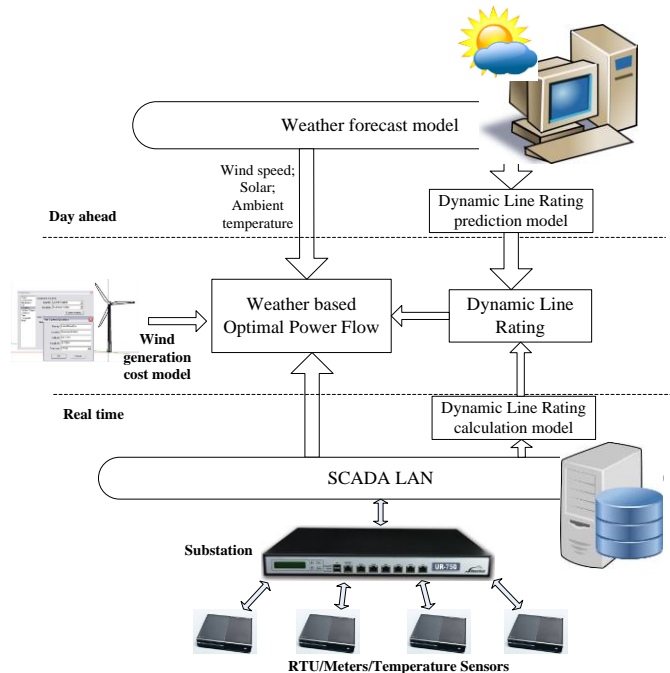 Weather forecast model
Wind speed;
Solar;
Ambient
temperature
Dynamic Line Rating
prediction model
Day ahead
Weather based
Optimal Power Flow
Dynamic Line
Rating
Wind
generation
cost model
Real time
Dynamic Line Rating
calculation model
SCADA LAN
Substation
UR-750
RTU/Meters/Temperature Sensors